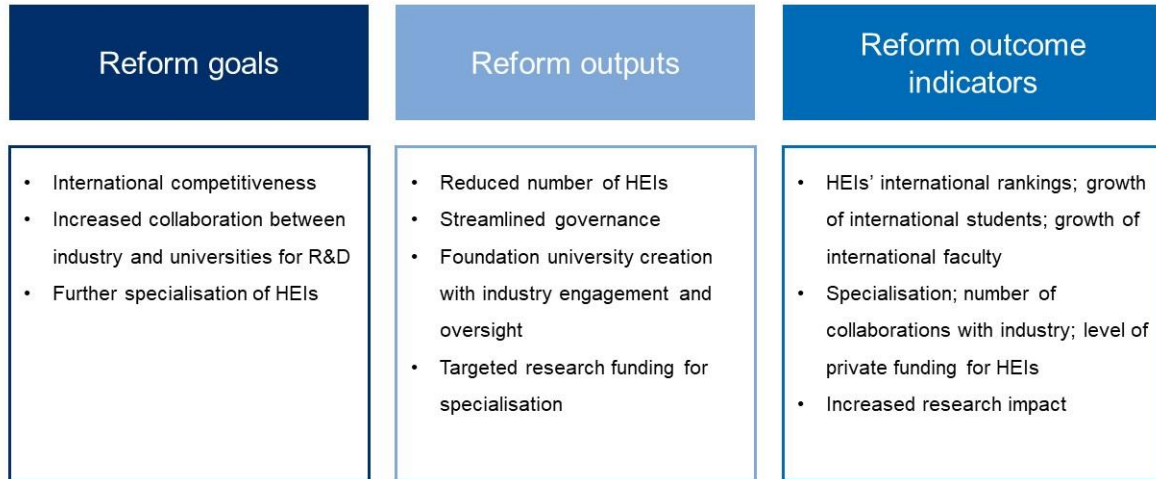 Reform goals
• International competitiveness
• Increased collaboration between
industry and universities for R&D
• Further specialisation of HEIs
Reform outputs
• Reduced number of HEIs
• Streamlined governance
• Foundation university creation
with industry engagement and
oversight
• Targeted research funding for
specialisation
Reform outcome
indicators
• HEIs’ international rankings; growth
of international students; growth of
international faculty
• Specialisation; number of
collaborations with industry; level of
private funding for HEIs
• Increased research impact